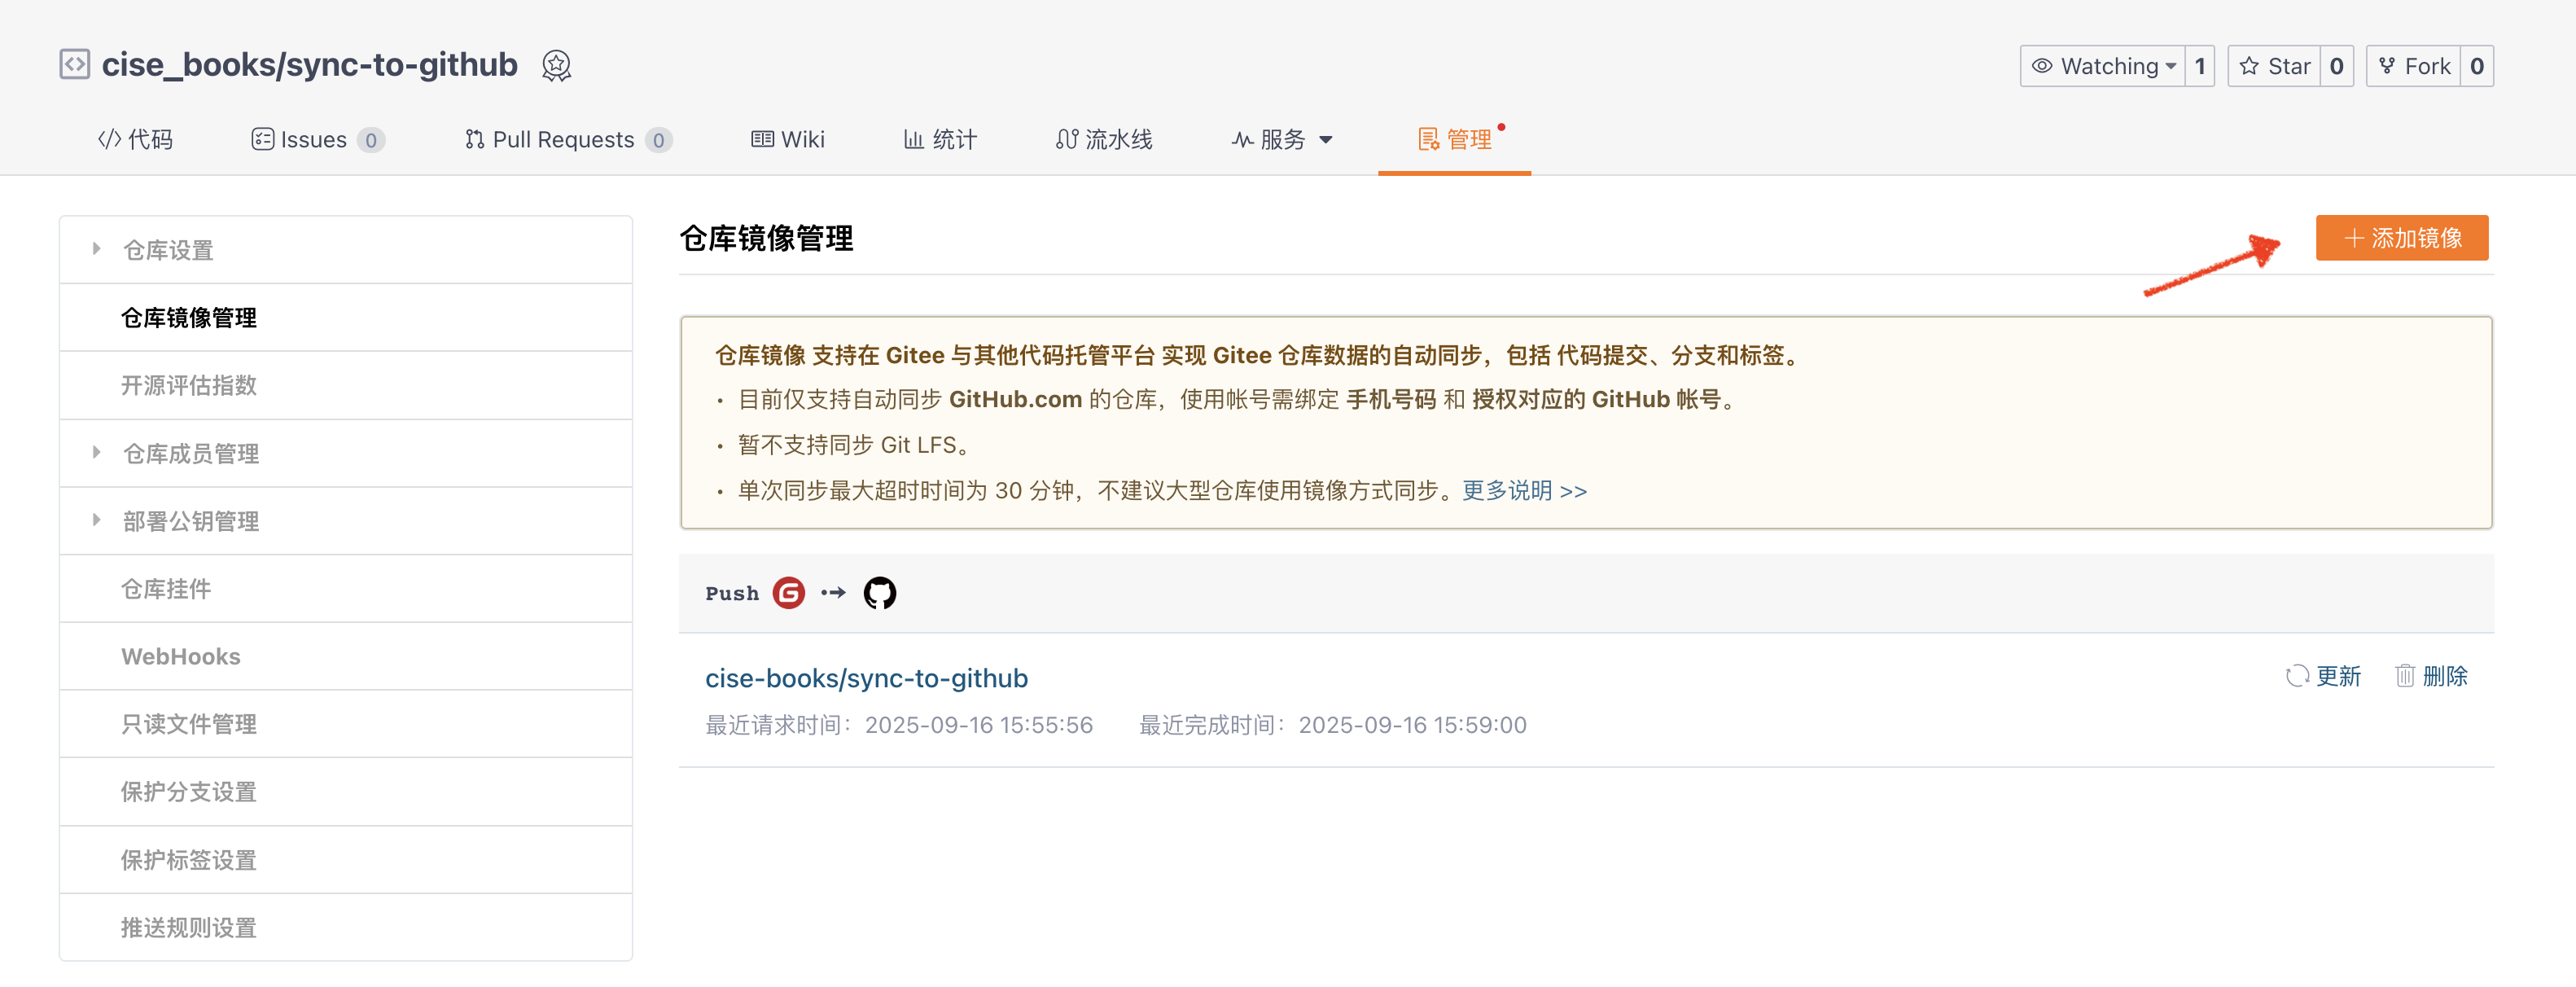 cise_books/sync-to-github
Watching 1 Star 0 Fork 0
代码 Issues 0 Pull Requests 0 Wiki 统计 流水线 服务 管理
仓库设置
仓库镜像管理
开源评估指数
仓库成员管理
部署公钥管理
仓库挂件
WebHooks
只读文件管理
保护分支设置
保护标签设置
推送规则设置
仓库镜像管理
添加镜像
仓库镜像 支持在 Gitee 与其他代码托管平台 实现 Gitee 仓库数据的自动同步，包括 代码提交、分支和标签。
• 目前仅支持自动同步 GitHub.com 的仓库，使用帐号需绑定 手机号码 和 授权对应的 GitHub 帐号。
• 暂不支持同步 Git LFS。
• 单次同步最大超时时间为 30 分钟，不建议大型仓库使用镜像方式同步。更多说明 >>
Push
cise-books/sync-to-github
更新 删除
最近请求时间：2025-09-16 15:55:56 最近完成时间：2025-09-16 15:59:00